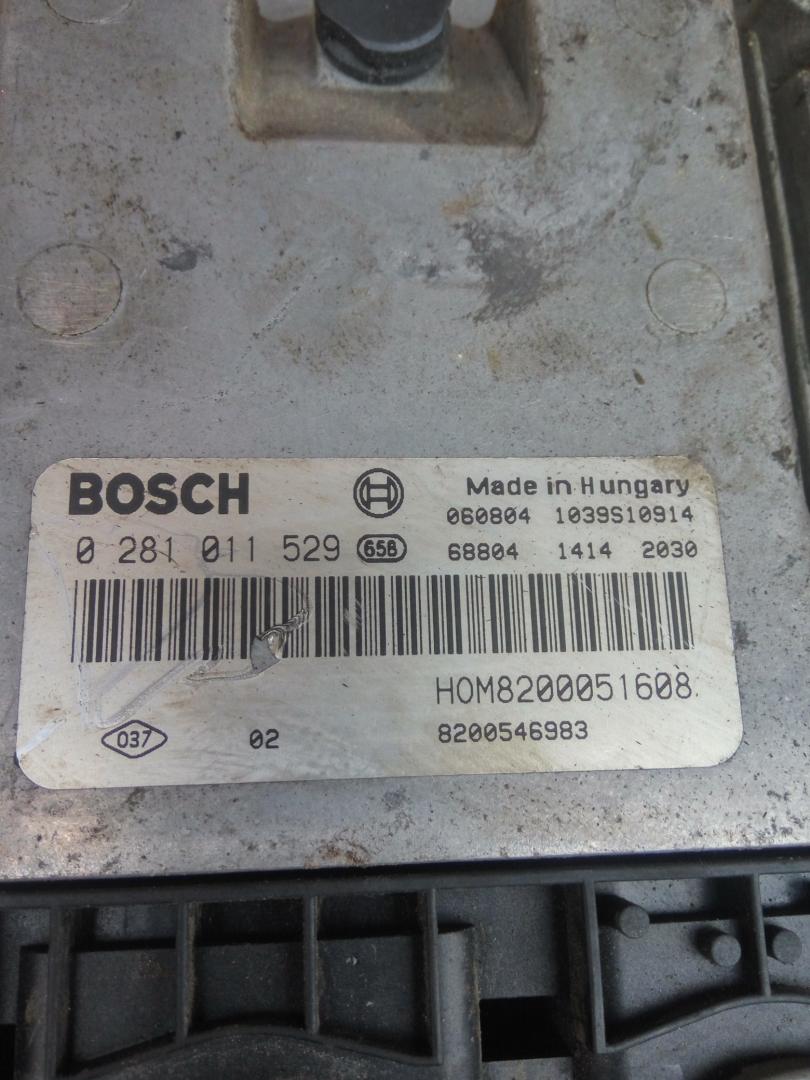 BOSCH
Made in Hungary
060804 1039S10914
0 281 011 529 658
68804 1414 2030
HOM8200051608
037 02 8200546983